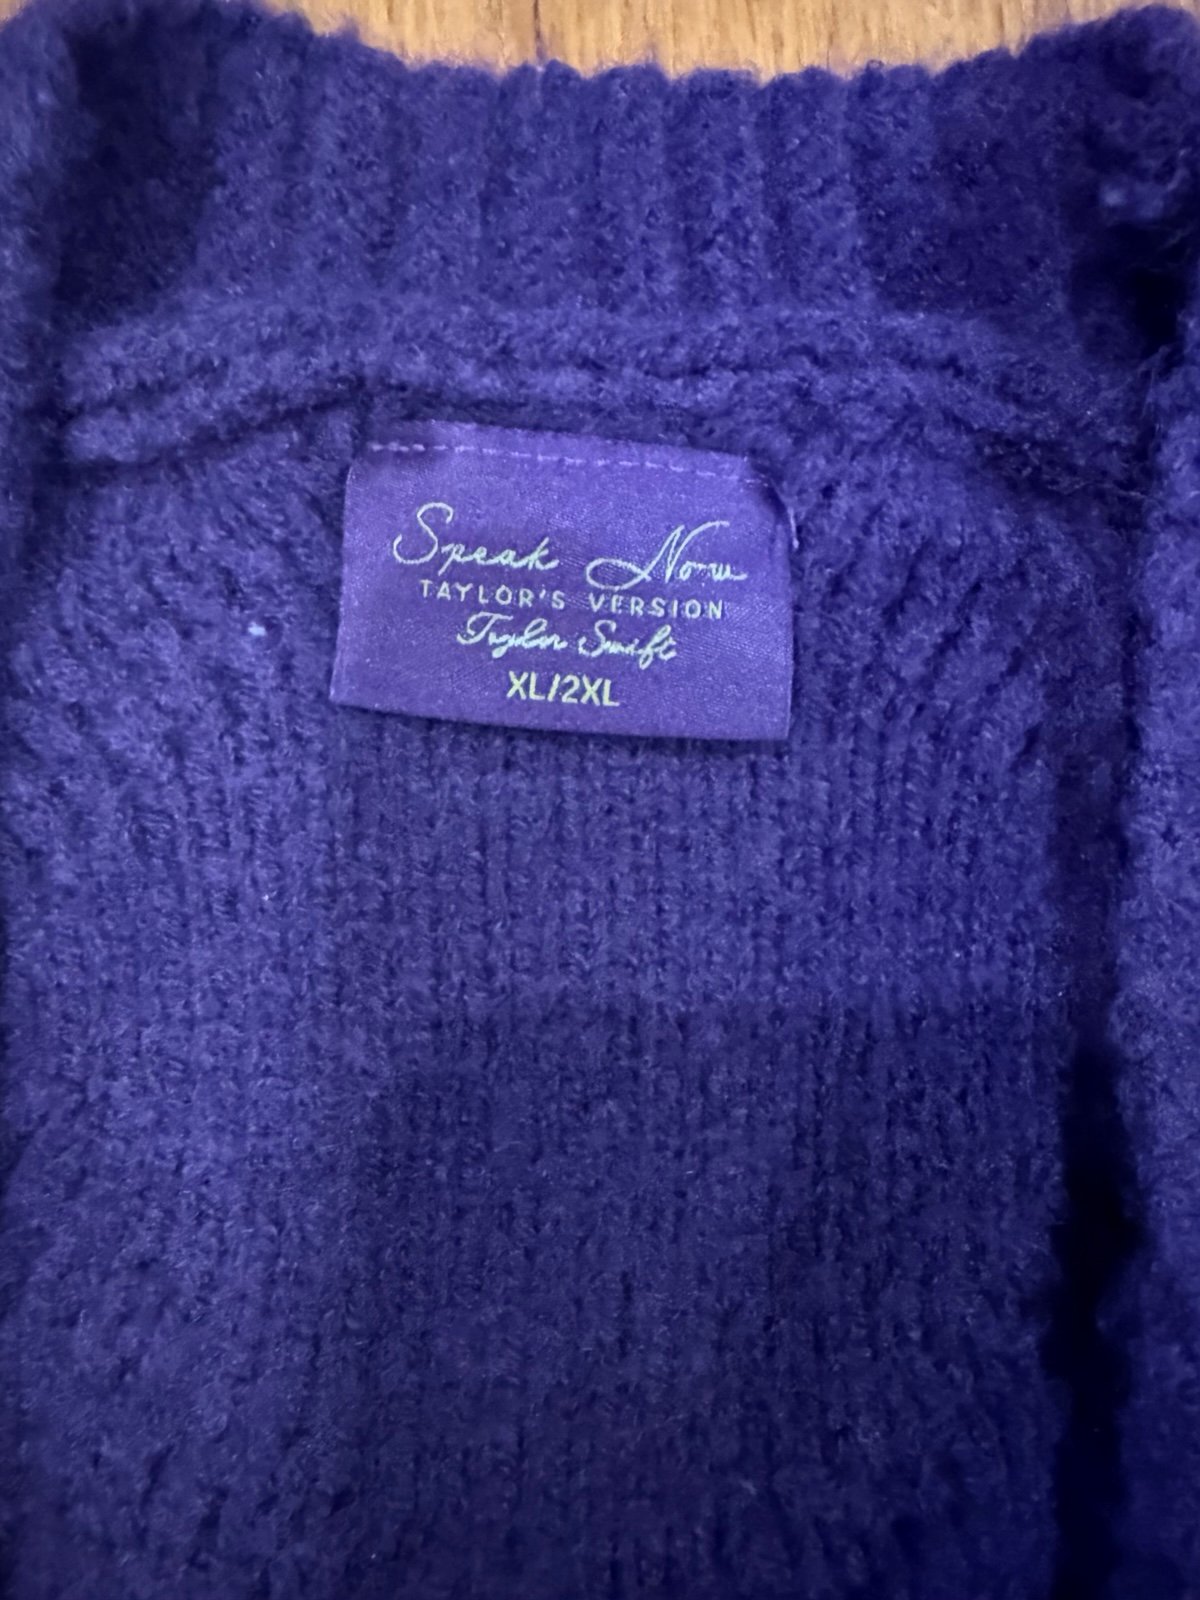 Speak Now
TAYLOR'S VERSION
Taylor Swift
XL/2XL